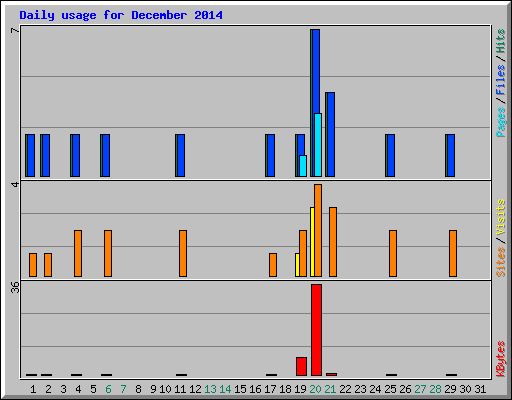 Daily usage for December 2014
7
Pages / Files / Hits
4
Sites / Visits
36
KBytes
1 2 3 4 5 6 7 8 9 10 11 12 13 14 15 16 17 18 19 20 21 22 23 24 25 26 27 28 29 30 31